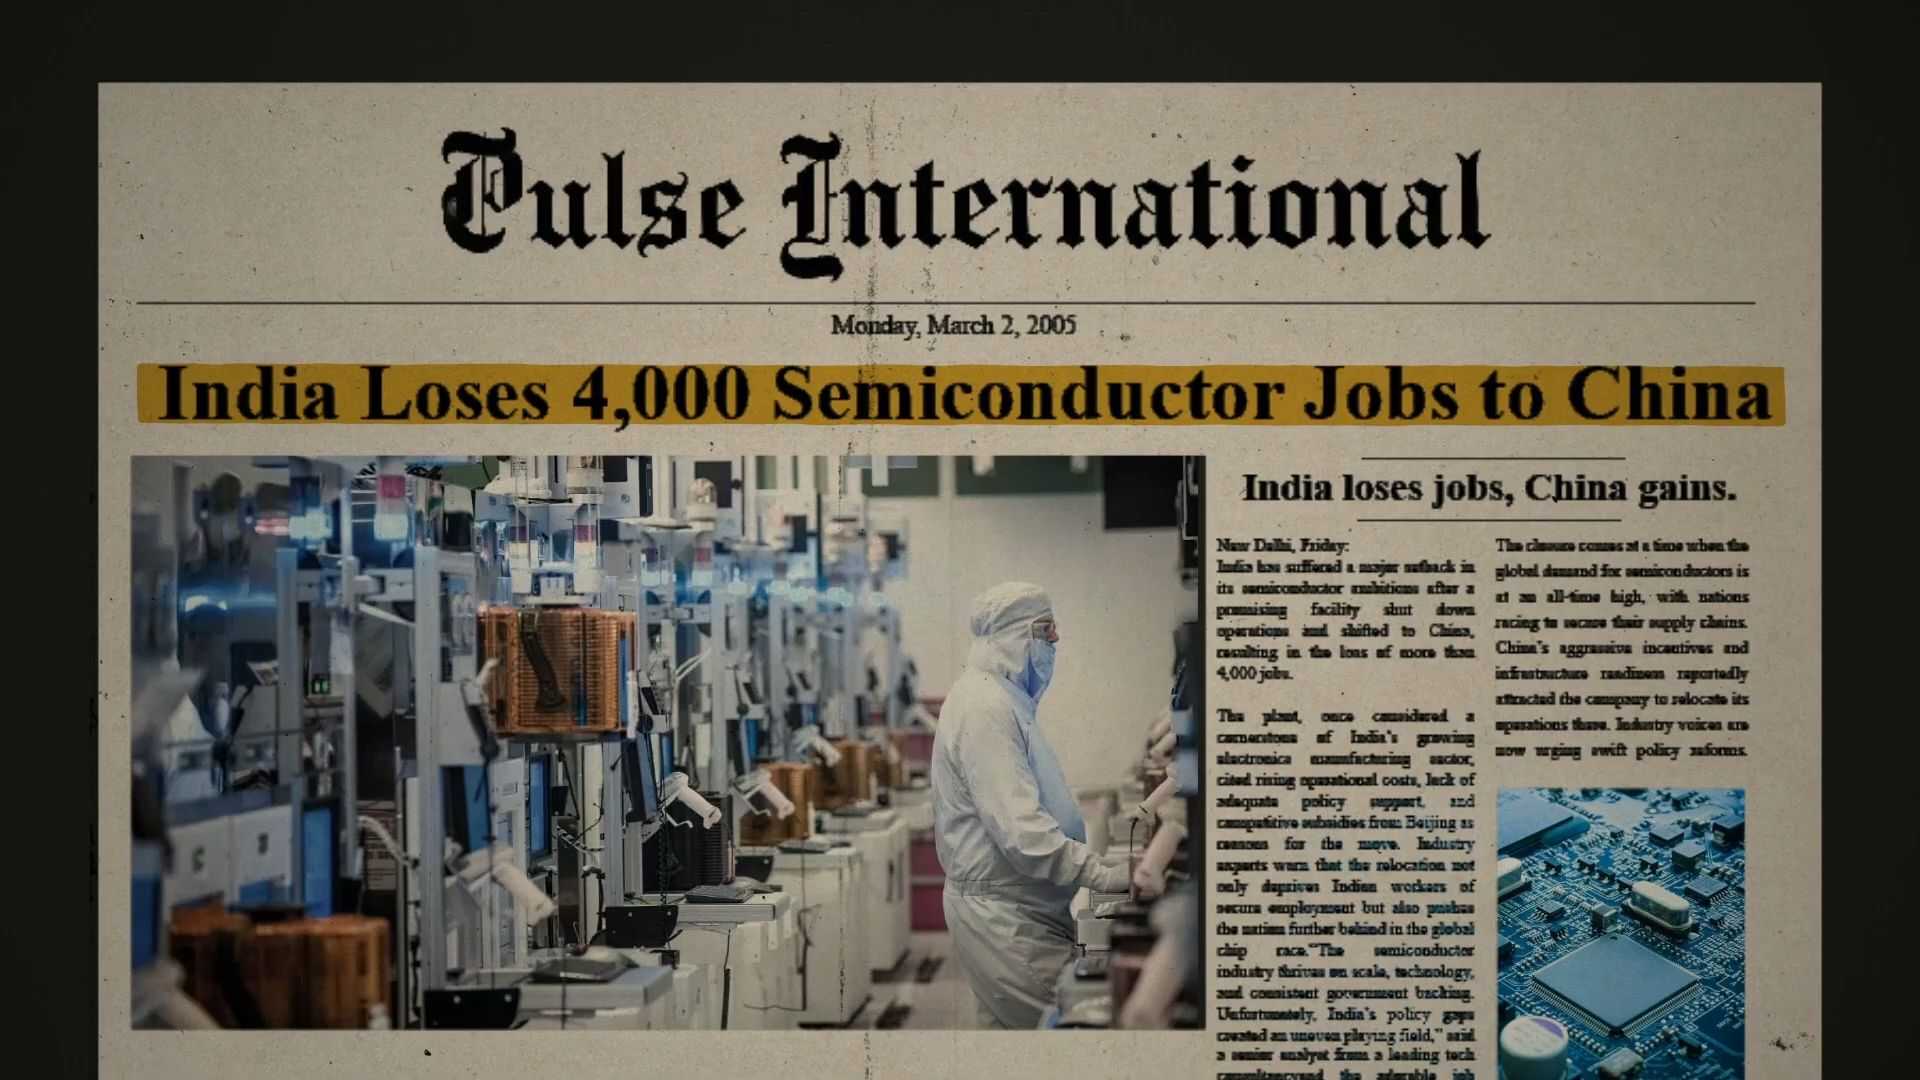 Pulse International
Monday, March 2, 2005
India Loses 4,000 Semiconductor Jobs to China
India loses jobs, China gains.
New Delhi, Friday:
India has suffered a major setback in
its semiconductor ambitions after a
promising facility shut down
operations and shifted to China,
resulting in the loss of more than
4,000 jobs.
The plant, once considered a
cornerstone of India's growing
electronics manufacturing sector,
cited rising operational costs, lack of
adequate policy support, and
competitive subsidies from Beijing as
reasons for the move. Industry
experts warn that the relocation not
only deprives Indian workers of
secure employment but also pushes
the nation further behind in the global
chip race."The semiconductor
industry thrives on scale, technology,
and consistent government backing.
Unfortunately, India's policy gaps
created an uneven playing field," said
a senior analyst from a leading tech
The closure comes at a time when the
global demand for semiconductors is
at an all-time high, with nations
racing to secure their supply chains.
China's aggressive incentives and
infrastructure readiness reportedly
attracted the company to relocate its
operations there. Industry voices are
now urging swift policy reforms.